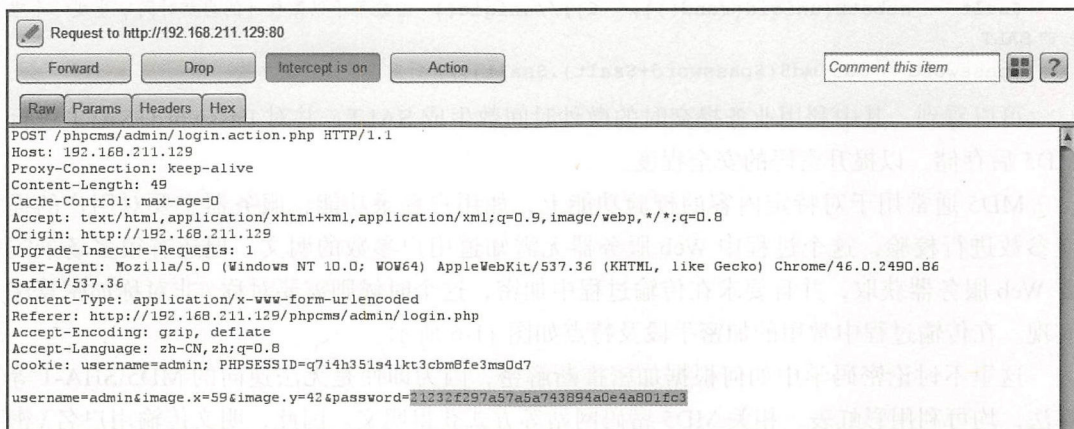 Request to http://192.168.211.129:80
Forward Drop Intercept is on Action Comment this item ?
Raw Params Headers Hex
POST /phpcms/admin/login.action.php HTTP/1.1
Host: 192.168.211.129
Proxy-Connection: keep-alive
Content-Length: 49
Cache-Control: max-age=0
Accept: text/html,application/xhtml+xml,application/xml;q=0.9,image/webp,*/*;q=0.8
Origin: http://192.168.211.129
Upgrade-Insecure-Requests: 1
User-Agent: Mozilla/5.0 (Windows NT 10.0; WOW64) AppleWebKit/537.36 (KHTML, like Gecko) Chrome/46.0.2490.86
Safari/537.36
Content-Type: application/x-www-form-urlencoded
Referer: http://192.168.211.129/phpcms/admin/login.php
Accept-Encoding: gzip, deflate
Accept-Language: zh-CN,zh;q=0.8
Cookie: username=admin; PHPSESSID=q7i4h35is4lkt3cbm8fe3ms0d7
username=admin&image.x=59&image.y=42&password=21232f297a57a5a743894a0e4a801fc3